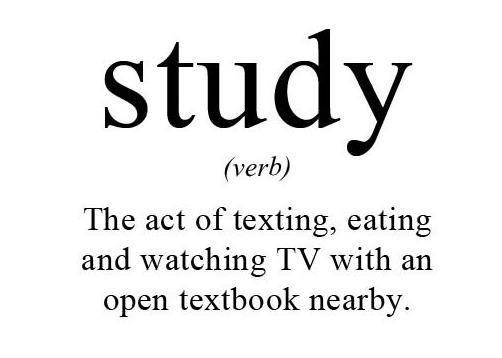 study
(verb)
The act of texting, eating
and watching TV with an
open textbook nearby.